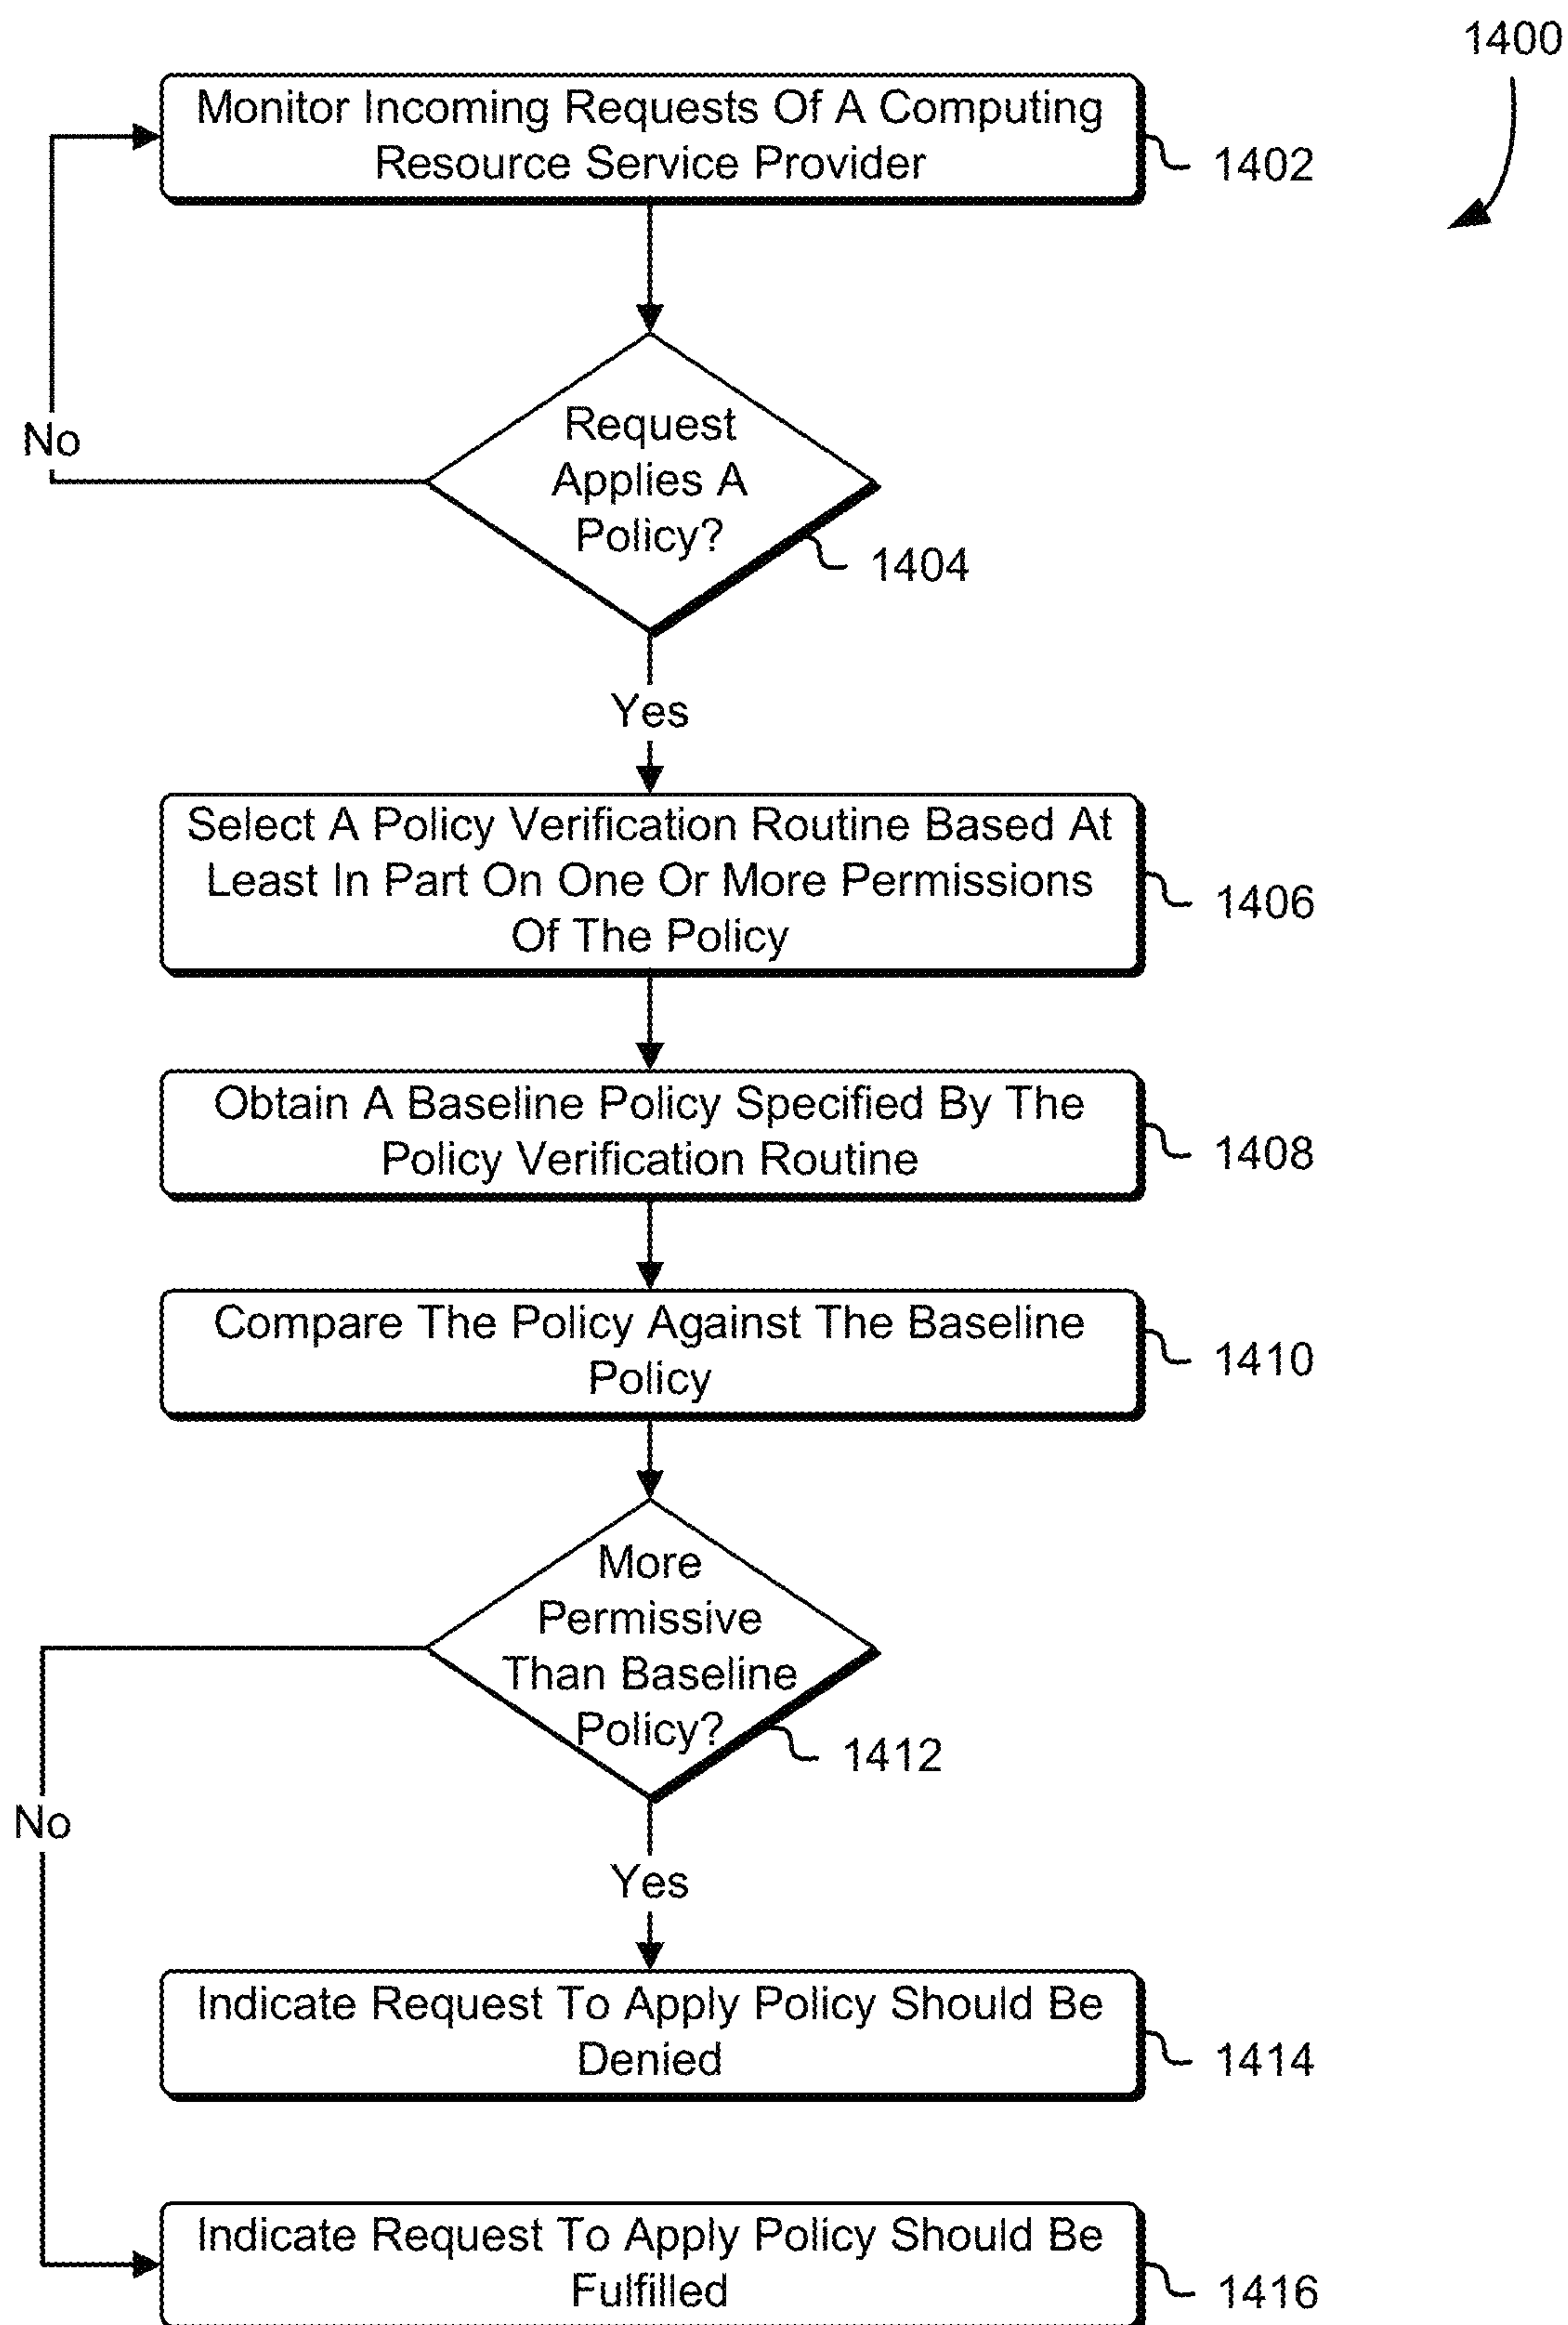 1400
Monitor Incoming Requests Of A Computing
Resource Service Provider
1402
Request
Applies A
Policy?
1404
No
Yes
Select A Policy Verification Routine Based At
Least In Part On One Or More Permissions
Of The Policy
1406
Obtain A Baseline Policy Specified By The
Policy Verification Routine
1408
Compare The Policy Against The Baseline
Policy
1410
More
Permissive
Than Baseline
Policy?
1412
No
Yes
Indicate Request To Apply Policy Should Be
Denied
1414
Indicate Request To Apply Policy Should Be
Fulfilled
1416